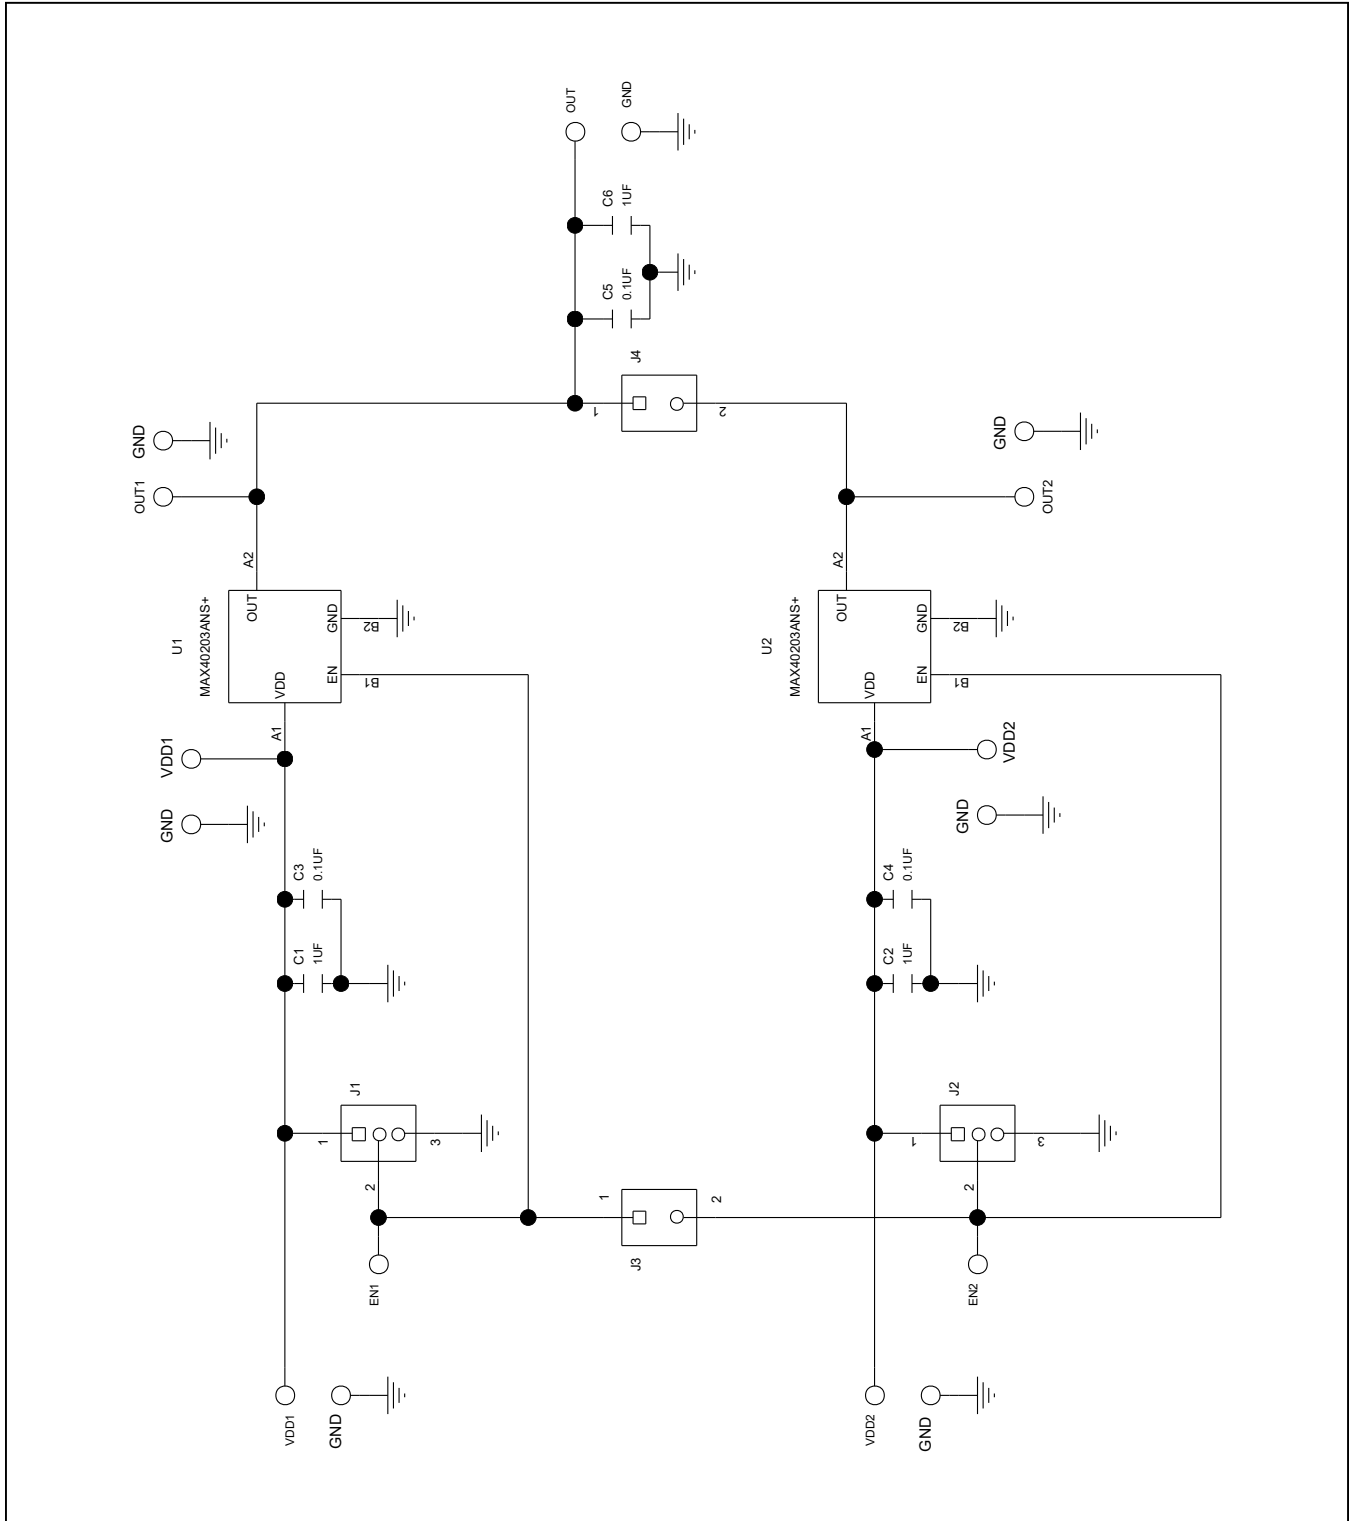 OUT
GND
C6
1UF
C5
0.1UF
J4
1
2
GND
OUT1
GND
OUT2
A2
OUT
GND
B2
U1
MAX40203ANS+
EN
VDD
B1
A1
A2
OUT
GND
B2
U2
MAX40203ANS+
EN
VDD
B1
A1
VDD1
GND
VDD2
GND
C3
0.1UF
C1
1UF
C4
0.1UF
C2
1UF
J1
1
2
3
J2
1
2
3
J3
1
2
EN1
EN2
VDD1
GND
VDD2
GND